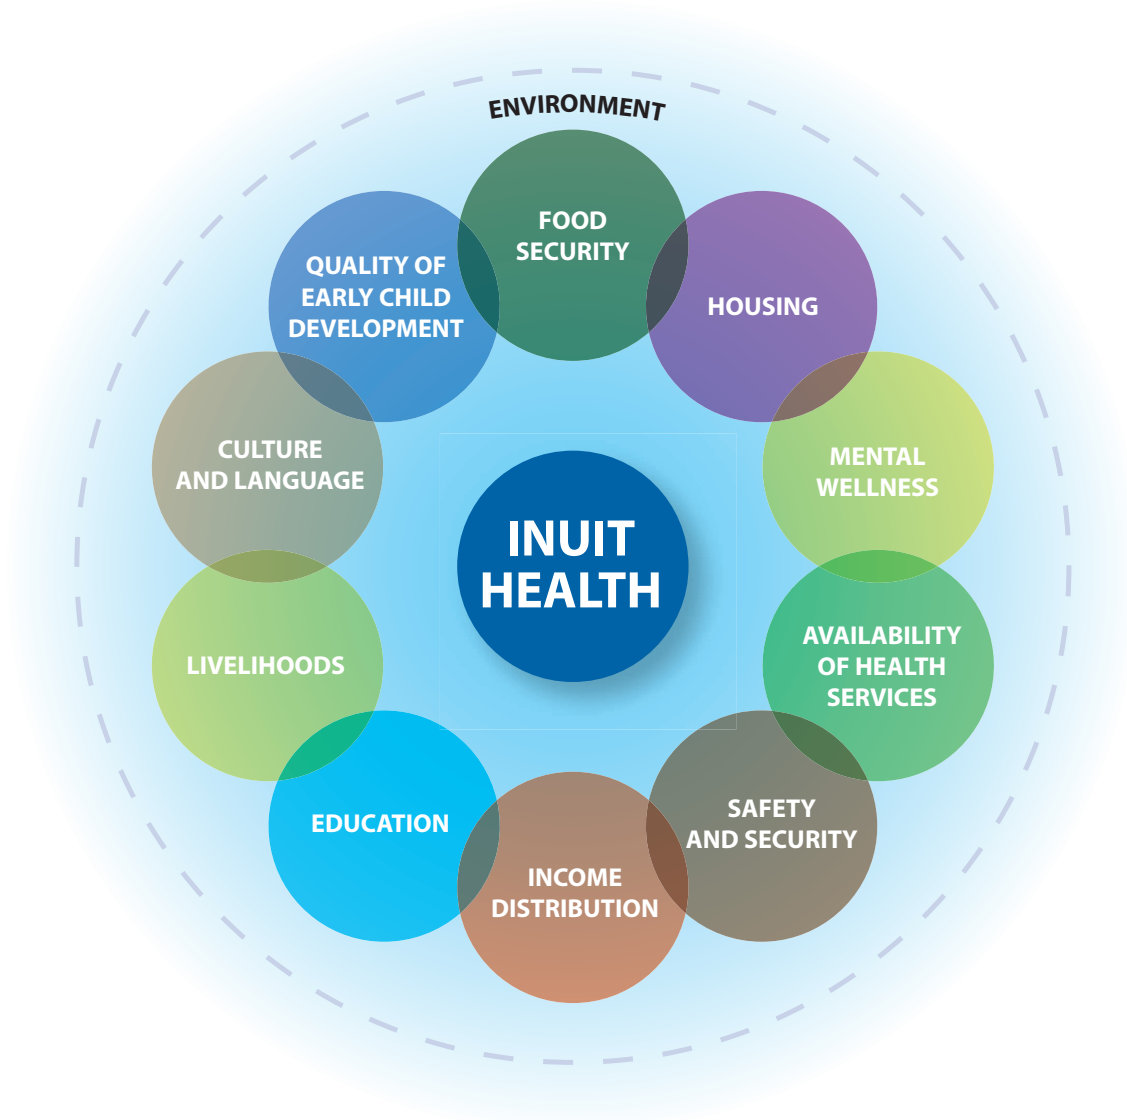 ENVIRONMENT
FOOD
SECURITY
HOUSING
MENTAL
WELLNESS
AVAILABILITY
OF HEALTH
SERVICES
SAFETY
AND SECURITY
INCOME
DISTRIBUTION
EDUCATION
LIVELIHOODS
CULTURE
AND LANGUAGE
QUALITY OF
EARLY CHILD
DEVELOPMENT
INUIT
HEALTH